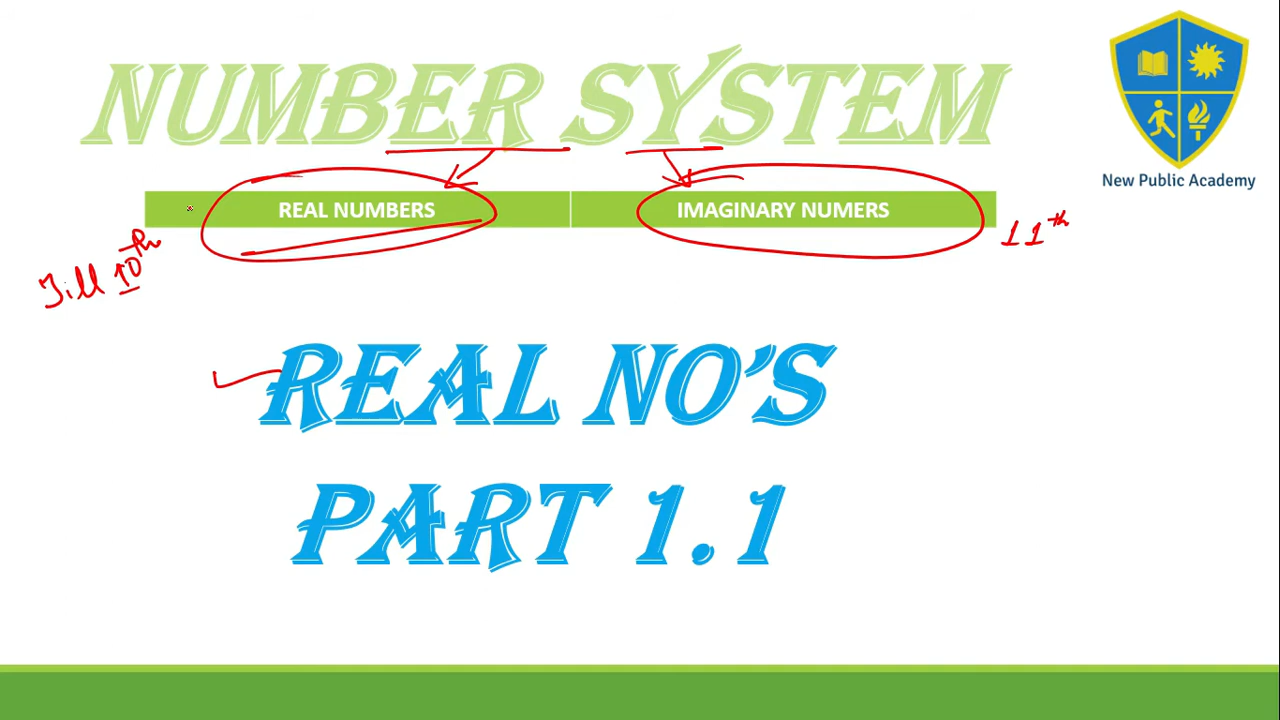 NUMBER SYSTEM
New Public Academy
REAL NUMBERS
IMAGINARY NUMERS
11th
Till 10th
REAL NO'S
PART 1.1